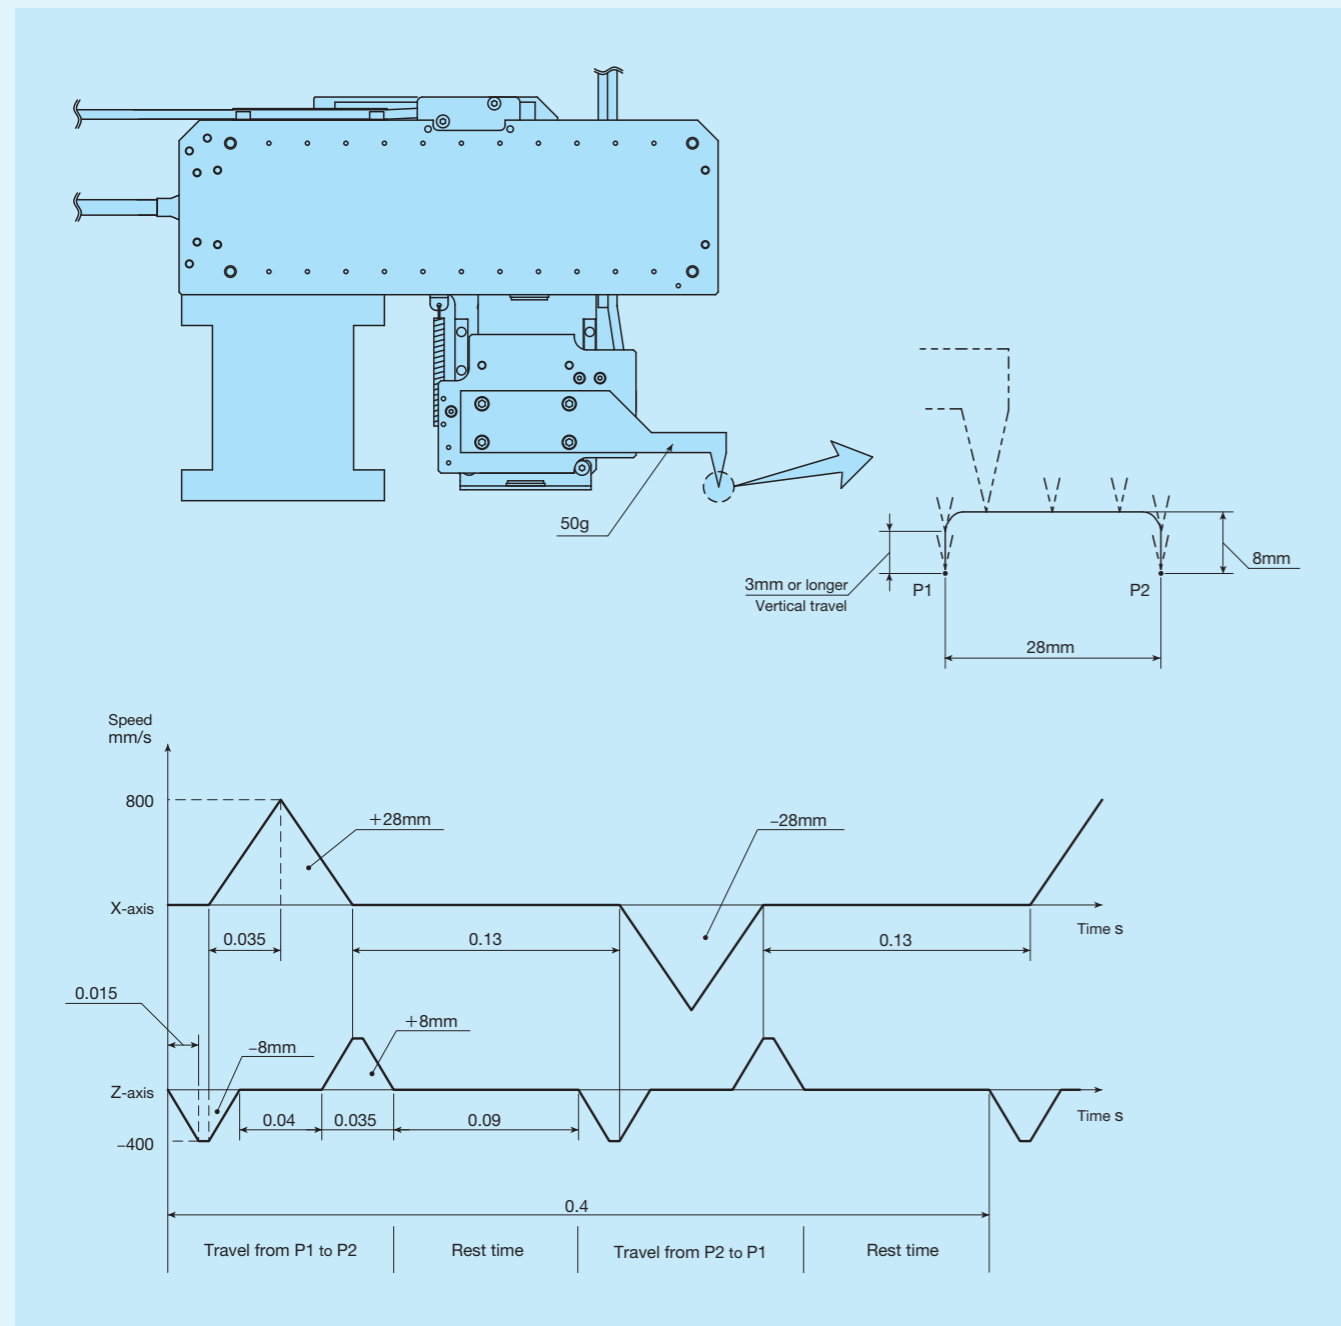 50g
3mm or longer
Vertical travel
P1
P2
8mm
28mm
Speed
mm/s
800
+28mm
−28mm
X-axis
Time s
0.035
0.13
0.13
0.015
+8mm
−8mm
Z-axis
Time s
0.04
0.035
0.09
−400
0.4
Travel from P1 to P2
Rest time
Travel from P2 to P1
Rest time